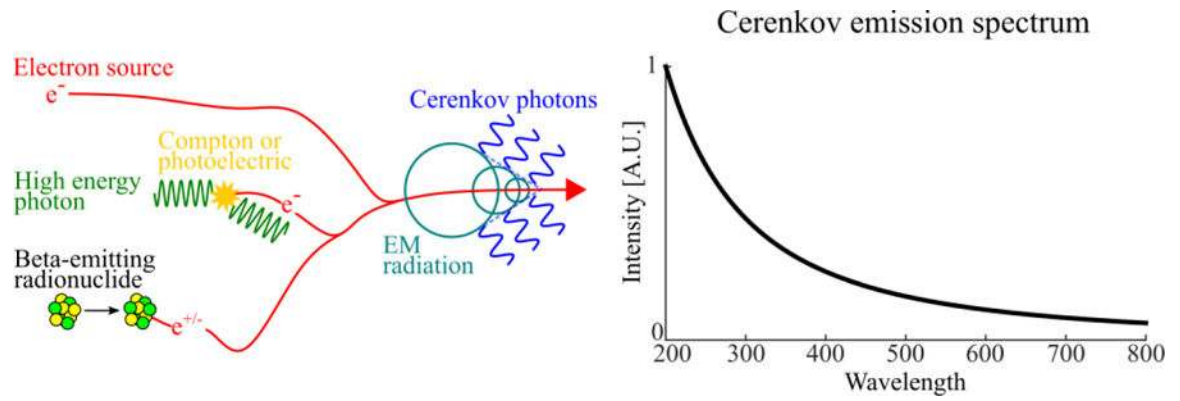 Electron source
e-
Compton or
photoelectric
High energy
photon
e-
Beta-emitting
radionuclide
e+/-
Cerenkov photons
EM
radiation
Cerenkov emission spectrum
Intensity [A.U.]
1
0
200 300 400 500 600 700 800
Wavelength